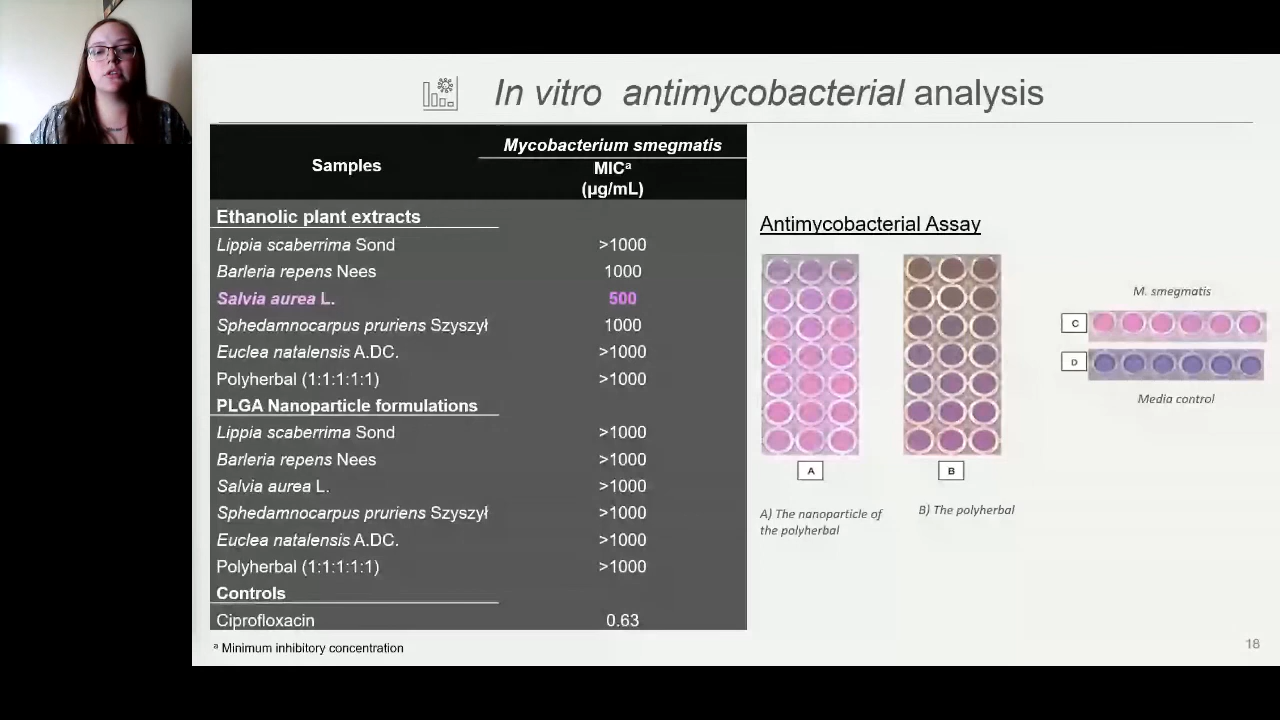 In vitro antimycobacterial analysis
Samples
Mycobacterium smegmatis
MICᵃ
(µg/mL)
Ethanolic plant extracts
Lippia scaberrima Sond >1000
Barleria repens Nees 1000
Salvia aurea L. 500
Sphedamnocarpus pruriens Szyszył 1000
Euclea natalensis A.DC. >1000
Polyherbal (1:1:1:1:1) >1000
PLGA Nanoparticle formulations
Lippia scaberrima Sond >1000
Barleria repens Nees >1000
Salvia aurea L. >1000
Sphedamnocarpus pruriens Szyszył >1000
Euclea natalensis A.DC. >1000
Polyherbal (1:1:1:1:1) >1000
Controls
Ciprofloxacin 0.63
ᵃ Minimum inhibitory concentration
Antimycobacterial Assay
A
B
A) The nanoparticle of
the polyherbal
B) The polyherbal
M. smegmatis
C
D
Media control
18